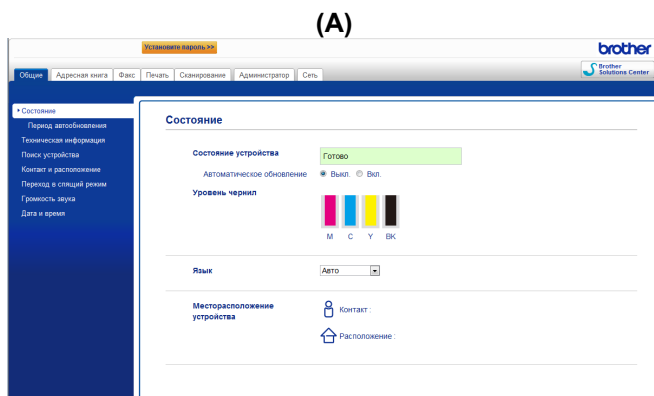 (A)
Установите пароль >>
brother
Общие Адресная книга Факс Печать Сканирование Администратор Сеть
Brother
Solutions Center
Состояние
Период автообновления
Техническая информация
Поиск устройства
Контакт и расположение
Переход в спящий режим
Громкость звука
Дата и время
Состояние
Состояние устройства Готово
Автоматическое обновление Выкл. Вкл.
Уровень чернил
M C Y BK
Язык Авто
Месторасположение
устройства
Контакт :
Расположение :